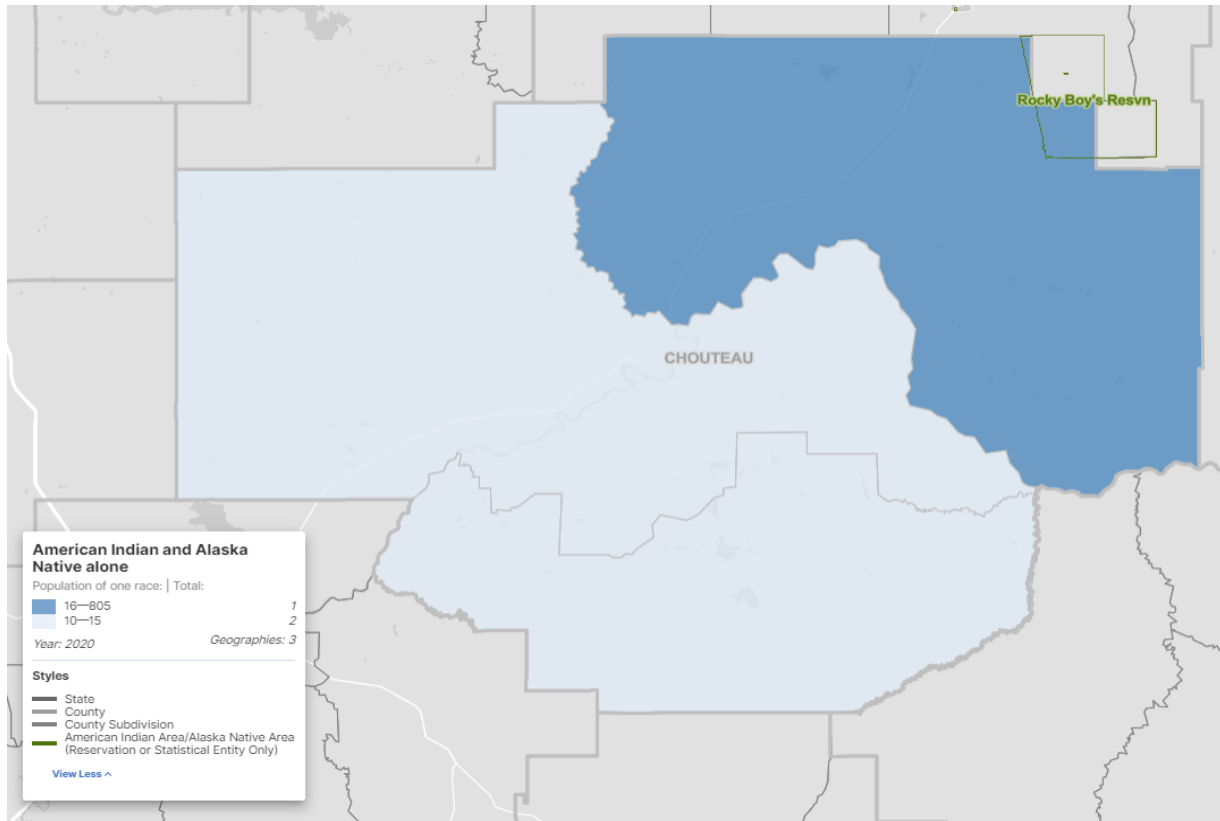 Rocky Boy's Resvn
CHOUTEAU
American Indian and Alaska
Native alone
Population of one race: | Total:
16—805 1
10—15 2
Year: 2020 Geographies: 3
Styles
State
County
County Subdivision
American Indian Area/Alaska Native Area
(Reservation or Statistical Entity Only)
View Less